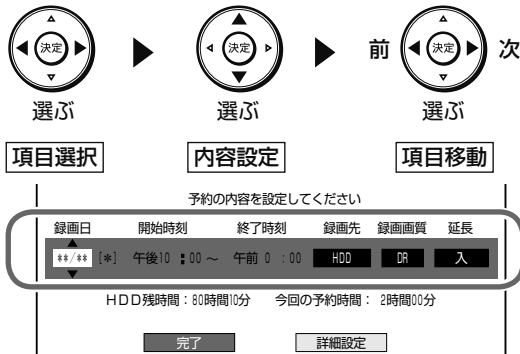 決定 決定 前 決定 次
選ぶ 選ぶ 選ぶ
項目選択 内容設定 項目移動
予約の内容を設定してください
録画日 開始時刻 終了時刻 録画先 録画画質 延長
**/** [*] 午後10:00～ 午前 0:00 HDD DR 入
HDD残時間：80時間10分 今回の予約時間： 2時間00分
完了 詳細設定